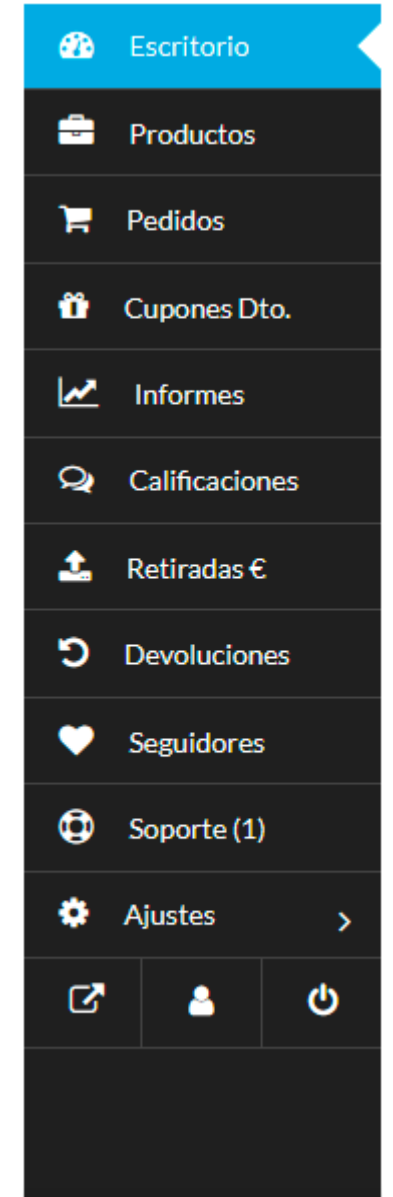 Escritorio
Productos
Pedidos
Cupones Dto.
Informes
Calificaciones
Retiradas €
Devoluciones
Seguidores
Soporte (1)
Ajustes